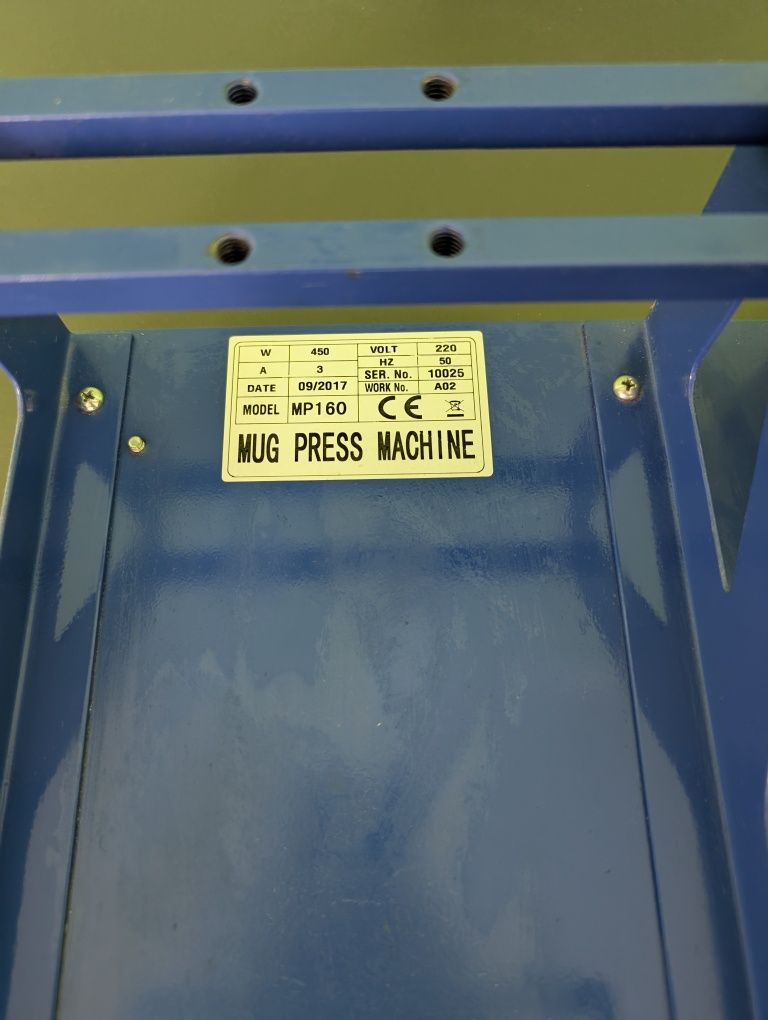 W 450 VOLT 220
A 3 HZ 50
SER. No. 10025
DATE 09/2017 WORK No. A02
MODEL MP160 CE
MUG PRESS MACHINE